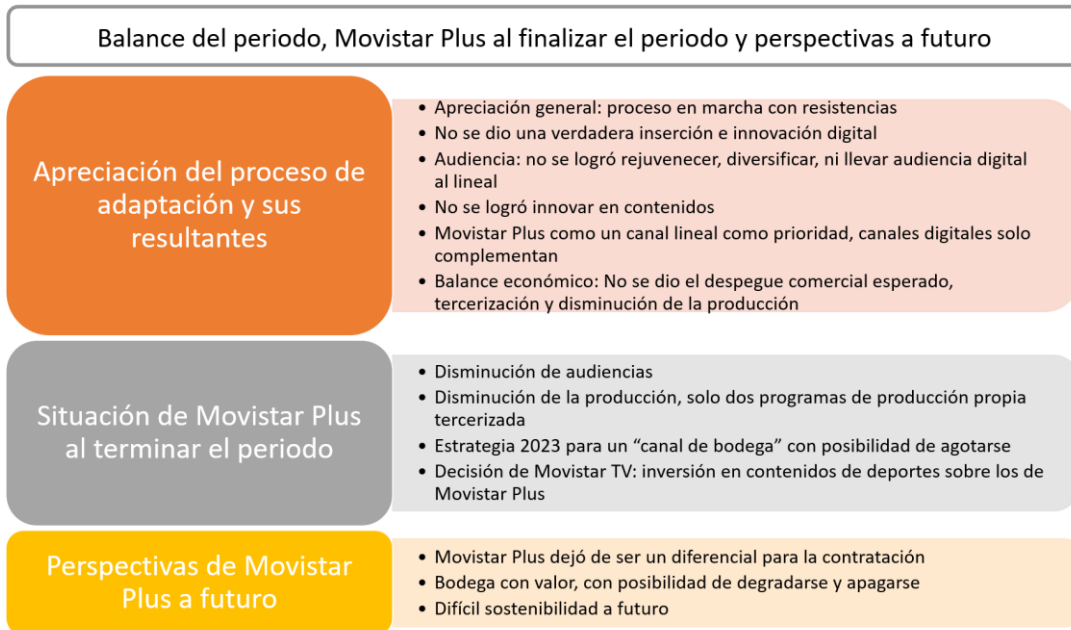 Balance del periodo, Movistar Plus al finalizar el periodo y perspectivas a futuro
Apreciación del proceso de
adaptación y sus
resultantes
• Apreciación general: proceso en marcha con resistencias
• No se dio una verdadera inserción e innovación digital
• Audiencia: no se logró rejuvenecer, diversificar, ni llevar audiencia digital
al lineal
• No se logró innovar en contenidos
• Movistar Plus como un canal lineal como prioridad, canales digitales solo
complementan
• Balance económico: No se dio el despegue comercial esperado,
tercerización y disminución de la producción
Situación de Movistar Plus
al terminar el periodo
• Disminución de audiencias
• Disminución de la producción, solo dos programas de producción propia
tercerizada
• Estrategia 2023 para un “canal de bodega” con posibilidad de agotarse
• Decisión de Movistar TV: inversión en contenidos de deportes sobre los de
Movistar Plus
Perspectivas de Movistar
Plus a futuro
• Movistar Plus dejó de ser un diferencial para la contratación
• Bodega con valor, con posibilidad de degradarse y apagarse
• Difícil sostenibilidad a futuro